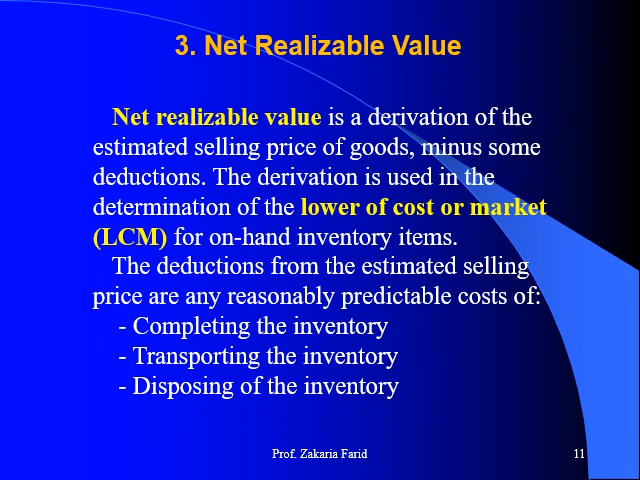 3. Net Realizable Value
Net realizable value is a derivation of the
estimated selling price of goods, minus some
deductions. The derivation is used in the
determination of the lower of cost or market
(LCM) for on-hand inventory items.
The deductions from the estimated selling
price are any reasonably predictable costs of:
- Completing the inventory
- Transporting the inventory
- Disposing of the inventory
Prof. Zakaria Farid
11